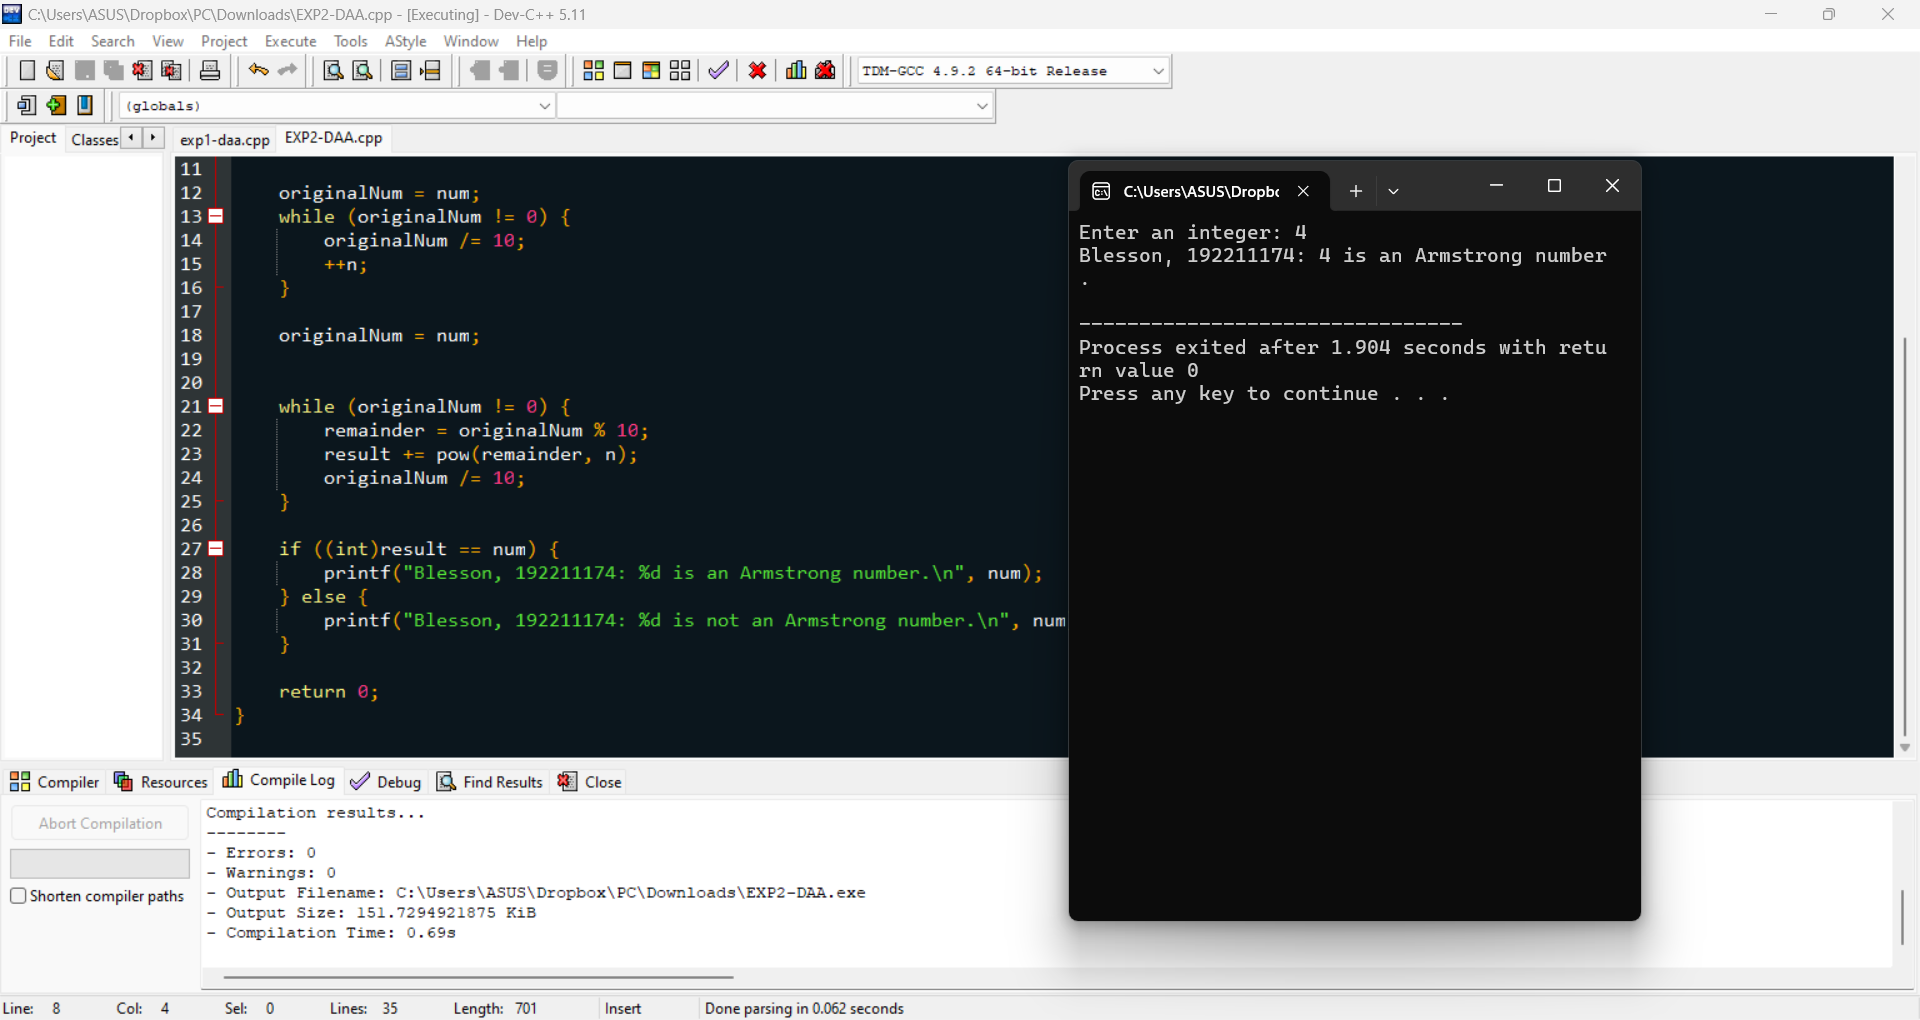 C:\Users\ASUS\Dropbox\PC\Downloads\EXP2-DAA.cpp - [Executing] - Dev-C++ 5.11
File Edit Search View Project Execute Tools AStyle Window Help
TDM-GCC 4.9.2 64-bit Release
(globals)
Project Classes exp1-daa.cpp EXP2-DAA.cpp
11
12 originalNum = num;
13 while (originalNum != 0) {
14 originalNum /= 10;
15 ++n;
16 }
17
18 originalNum = num;
19
20
21 while (originalNum != 0) {
22 remainder = originalNum % 10;
23 result += pow(remainder, n);
24 originalNum /= 10;
25 }
26
27 if ((int)result == num) {
28 printf("Blesson, 192211174: %d is an Armstrong number.\n", num);
29 } else {
30 printf("Blesson, 192211174: %d is not an Armstrong number.\n", num
31 }
32
33 return 0;
34 }
35
C:\Users\ASUS\Dropbo
Enter an integer: 4
Blesson, 192211174: 4 is an Armstrong number
.
--------------------------------
Process exited after 1.904 seconds with retu
rn value 0
Press any key to continue . . .
Compiler Resources Compile Log Debug Find Results Close
Abort Compilation
Shorten compiler paths
Compilation results...
--------
- Errors: 0
- Warnings: 0
- Output Filename: C:\Users\ASUS\Dropbox\PC\Downloads\EXP2-DAA.exe
- Output Size: 151.7294921875 KiB
- Compilation Time: 0.69s
Line: 8 Col: 4 Sel: 0 Lines: 35 Length: 701 Insert Done parsing in 0.062 seconds